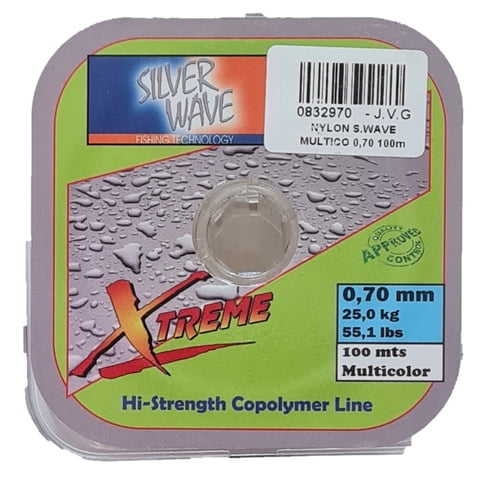 SILVER
WAVE
FISHING TECHNOLOGY
0832970 - J.V.G
NYLON S.WAVE
MULTICO 0,70 100m
QUALITY
APPROVED
CONTROL
XTREME
0,70 mm
25,0 kg
55,1 lbs
100 mts
Multicolor
Hi-Strength Copolymer Line